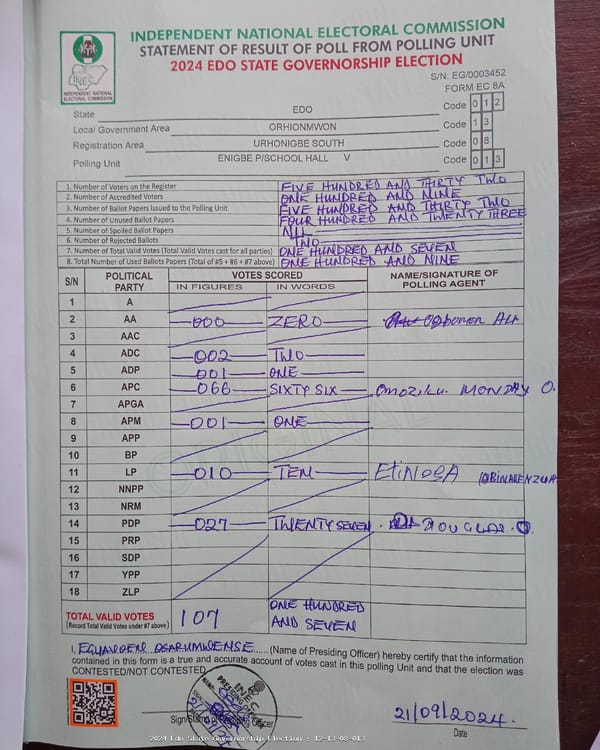 INDEPENDENT NATIONAL ELECTORAL COMMISSION
STATEMENT OF RESULT OF POLL FROM POLLING UNIT
2024 EDO STATE GOVERNORSHIP ELECTION
S/N: EG/0003452
FORM EC 8A
INEC
INDEPENDENT NATIONAL ELECTORAL COMMISSION
State EDO Code 0 1 2
Local Government Area ORHIONMWON Code 1 3
Registration Area URHONIGBE SOUTH Code 0 8
Polling Unit ENIGBE P/SCHOOL HALL V Code 0 1 3
1. Number of Voters on the Register FIVE HUNDRED AND THIRTY TWO
2. Number of Accredited Voters ONE HUNDRED AND NINE
3. Number of Ballot Papers Issued to the Polling Unit FIVE HUNDRED AND THIRTY TWO
4. Number of Unused Ballot Papers FOUR HUNDRED AND TWENTY THREE
5. Number of Spoiled Ballot Papers NIL
6. Number of Rejected Ballots TWO
7. Number of Total Valid Votes (Total Valid Votes cast for all parties) ONE HUNDRED AND SEVEN
8. Total Number of Used Ballots Papers (Total of #5 + #6 + #7 above) ONE HUNDRED AND NINE
S/N POLITICAL PARTY VOTES SCORED NAME/SIGNATURE OF POLLING AGENT
IN FIGURES IN WORDS
1 A
2 AA 000 ZERO
3 AAC
4 ADC 002 TWO
5 ADP 001 ONE
6 APC 066 SIXTY SIX OMOZIKU. MONDAY O.
7 APGA
8 APM 001 ONE
9 APP
10 BP
11 LP 010 TEN EtiNOSA
12 NNPP
13 NRM
14 PDP 027 TWENTY SEVEN DOUGLAS. O.
15 PRP
16 SDP
17 YPP
18 ZLP
TOTAL VALID VOTES 107 ONE HUNDRED AND SEVEN
(Record Total Valid Votes under #7 above)
I, EGUAVOEN OSARUMWENSE (Name of Presiding Officer) hereby certify that the information
contained in this form is a true and accurate account of votes cast in this polling Unit and that the election was
CONTESTED/NOT CONTESTED
INEC
PRESIDING OFFICER
Sign/Stamp of Presiding Officer
21/09/2024.
Date
2024 Edo State Governorship Election : 12-13-08-013